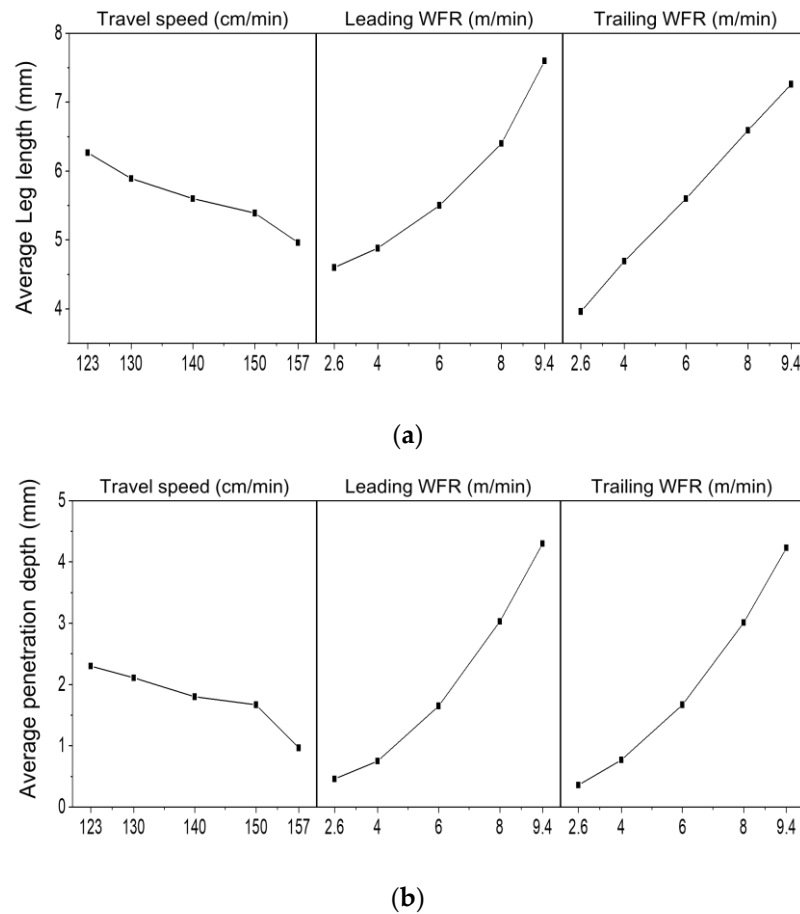 Travel speed (cm/min) Leading WFR (m/min) Trailing WFR (m/min)
Average Leg length (mm)
8
7
6
5
4
123 130 140 150 157 2.6 4 6 8 9.4 2.6 4 6 8 9.4
(a)
Travel speed (cm/min) Leading WFR (m/min) Trailing WFR (m/min)
Average penetration depth (mm)
5
4
3
2
1
0
123 130 140 150 157 2.6 4 6 8 9.4 2.6 4 6 8 9.4
(b)